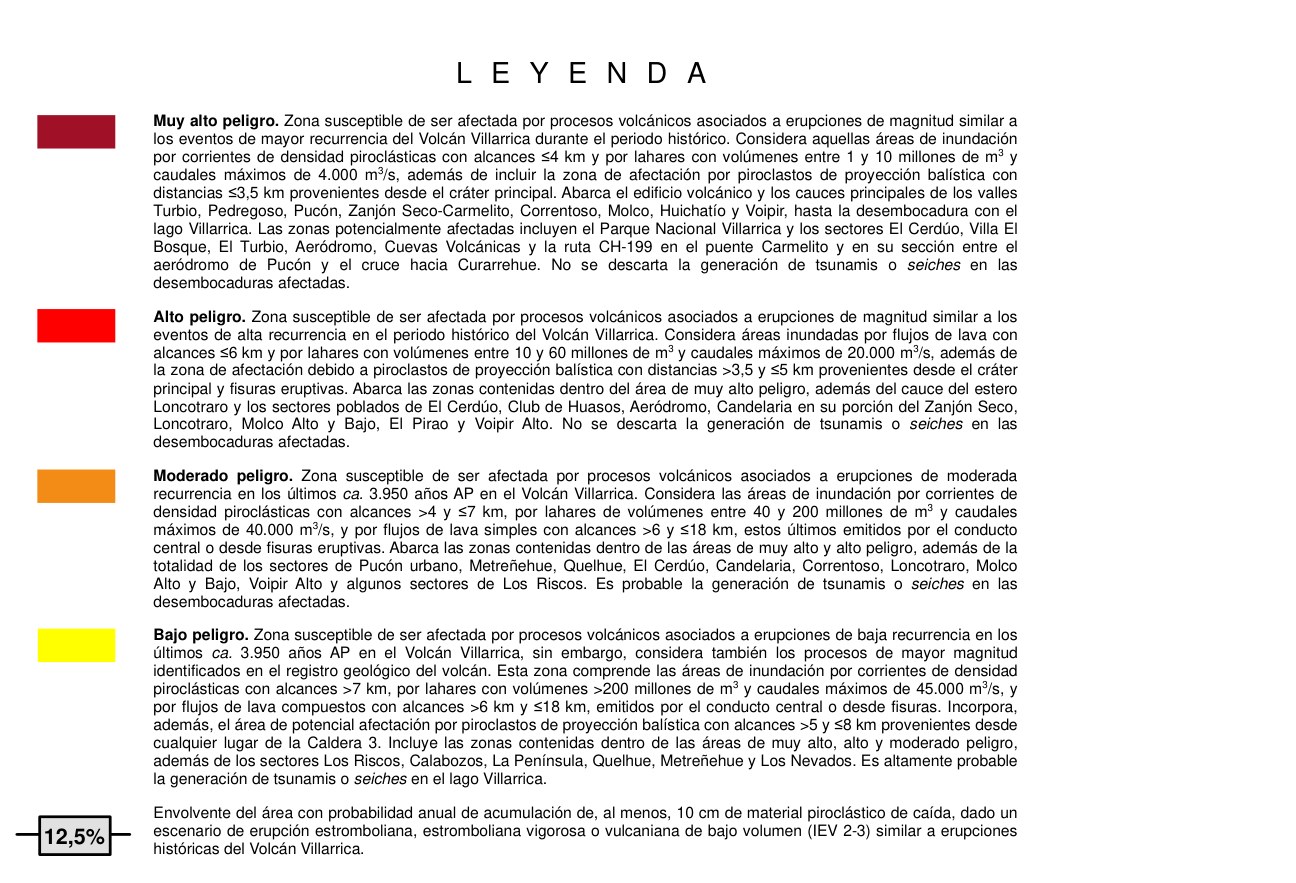 LEYENDA
Muy alto peligro. Zona susceptible de ser afectada por procesos volcánicos asociados a erupciones de magnitud similar a
los eventos de mayor recurrencia del Volcán Villarrica durante el periodo histórico. Considera aquellas áreas de inundación
por corrientes de densidad piroclásticas con alcances ≤4 km y por lahares con volúmenes entre 1 y 10 millones de m³ y
caudales máximos de 4.000 m³/s, además de incluir la zona de afectación por piroclastos de proyección balística con
distancias ≤3,5 km provenientes desde el cráter principal. Abarca el edificio volcánico y los cauces principales de los valles
Turbio, Pedregoso, Pucón, Zanjón Seco-Carmelito, Correntoso, Molco, Huichatío y Voipir, hasta la desembocadura con el
lago Villarrica. Las zonas potencialmente afectadas incluyen el Parque Nacional Villarrica y los sectores El Cerdúo, Villa El
Bosque, El Turbio, Aeródromo, Cuevas Volcánicas y la ruta CH-199 en el puente Carmelito y en su sección entre el
aeródromo de Pucón y el cruce hacia Curarrehue. No se descarta la generación de tsunamis o seiches en las
desembocaduras afectadas.
Alto peligro. Zona susceptible de ser afectada por procesos volcánicos asociados a erupciones de magnitud similar a los
eventos de alta recurrencia en el periodo histórico del Volcán Villarrica. Considera áreas inundadas por flujos de lava con
alcances ≤6 km y por lahares con volúmenes entre 10 y 60 millones de m³ y caudales máximos de 20.000 m³/s, además de
la zona de afectación debido a piroclastos de proyección balística con distancias >3,5 y ≤5 km provenientes desde el cráter
principal y fisuras eruptivas. Abarca las zonas contenidas dentro del área de muy alto peligro, además del cauce del estero
Loncotraro y los sectores poblados de El Cerdúo, Club de Huasos, Aeródromo, Candelaria en su porción del Zanjón Seco,
Loncotraro, Molco Alto y Bajo, El Pirao y Voipir Alto. No se descarta la generación de tsunamis o seiches en las
desembocaduras afectadas.
Moderado peligro. Zona susceptible de ser afectada por procesos volcánicos asociados a erupciones de moderada
recurrencia en los últimos ca. 3.950 años AP en el Volcán Villarrica. Considera las áreas de inundación por corrientes de
densidad piroclásticas con alcances >4 y ≤7 km, por lahares de volúmenes entre 40 y 200 millones de m³ y caudales
máximos de 40.000 m³/s, y por flujos de lava simples con alcances >6 y ≤18 km, estos últimos emitidos por el conducto
central o desde fisuras eruptivas. Abarca las zonas contenidas dentro de las áreas de muy alto y alto peligro, además de la
totalidad de los sectores de Pucón urbano, Metreñehue, Quelhue, El Cerdúo, Candelaria, Correntoso, Loncotraro, Molco
Alto y Bajo, Voipir Alto y algunos sectores de Los Riscos. Es probable la generación de tsunamis o seiches en las
desembocaduras afectadas.
Bajo peligro. Zona susceptible de ser afectada por procesos volcánicos asociados a erupciones de baja recurrencia en los
últimos ca. 3.950 años AP en el Volcán Villarrica, sin embargo, considera también los procesos de mayor magnitud
identificados en el registro geológico del volcán. Esta zona comprende las áreas de inundación por corrientes de densidad
piroclásticas con alcances >7 km, por lahares con volúmenes >200 millones de m³ y caudales máximos de 45.000 m³/s, y
por flujos de lava compuestos con alcances >6 km y ≤18 km, emitidos por el conducto central o desde fisuras. Incorpora,
además, el área de potencial afectación por piroclastos de proyección balística con alcances >5 y ≤8 km provenientes desde
cualquier lugar de la Caldera 3. Incluye las zonas contenidas dentro de las áreas de muy alto, alto y moderado peligro,
además de los sectores Los Riscos, Calabozos, La Península, Quelhue, Metreñehue y Los Nevados. Es altamente probable
la generación de tsunamis o seiches en el lago Villarrica.
12,5%
Envolvente del área con probabilidad anual de acumulación de, al menos, 10 cm de material piroclástico de caída, dado un
escenario de erupción estromboliana, estromboliana vigorosa o vulcaniana de bajo volumen (IEV 2-3) similar a erupciones
históricas del Volcán Villarrica.